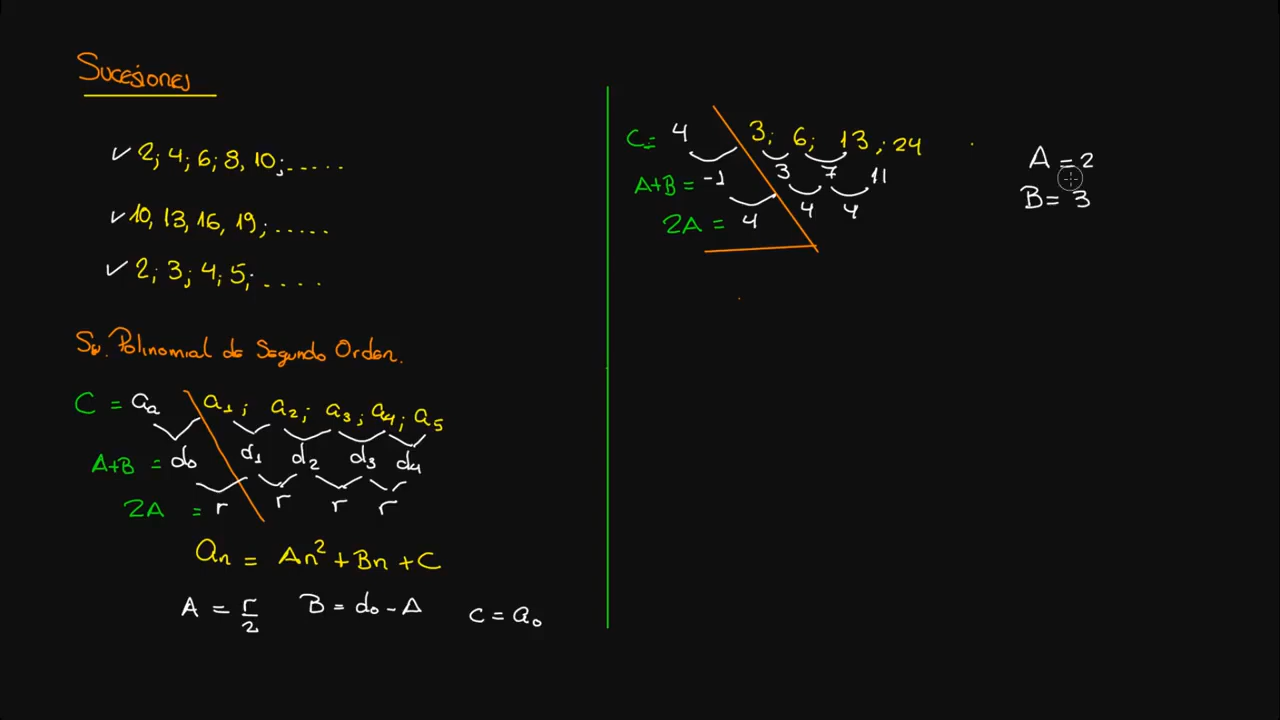 Sucesiones
✓ 2; 4; 6; 8, 10; .....
✓ 10, 13, 16, 19; .....
✓ 2; 3; 4; 5; ....
Su. Polinomial de Segundo Orden.
C = a₀ a₁; a₂; a₃; a₄; a₅
A+B = d₀ d₁ d₂ d₃ d₄
2A = r r r r
aₙ = An² + Bn + C
A = r/2 B = d₀ - A C = a₀
C = 4 3; 6; 13; 24
A+B = -1 3 7 11
2A = 4 4 4
A = 2
B = 3